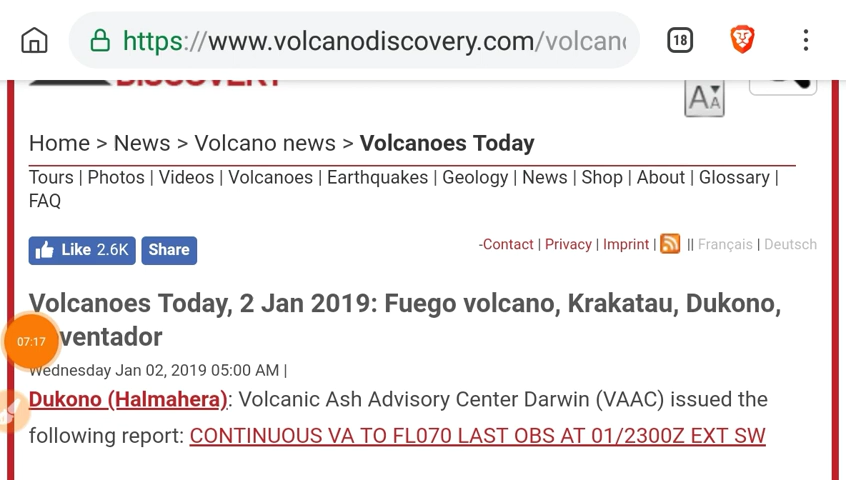 https://www.volcanodiscovery.com/volcan
18
DISCOVERY
Home > News > Volcano news > Volcanoes Today
Tours | Photos | Videos | Volcanoes | Earthquakes | Geology | News | Shop | About | Glossary |
FAQ
Like 2.6K Share
-Contact | Privacy | Imprint | || Français | Deutsch
Volcanoes Today, 2 Jan 2019: Fuego volcano, Krakatau, Dukono,
ventador
07:17
Wednesday Jan 02, 2019 05:00 AM |
Dukono (Halmahera): Volcanic Ash Advisory Center Darwin (VAAC) issued the
following report: CONTINUOUS VA TO FL070 LAST OBS AT 01/2300Z EXT SW